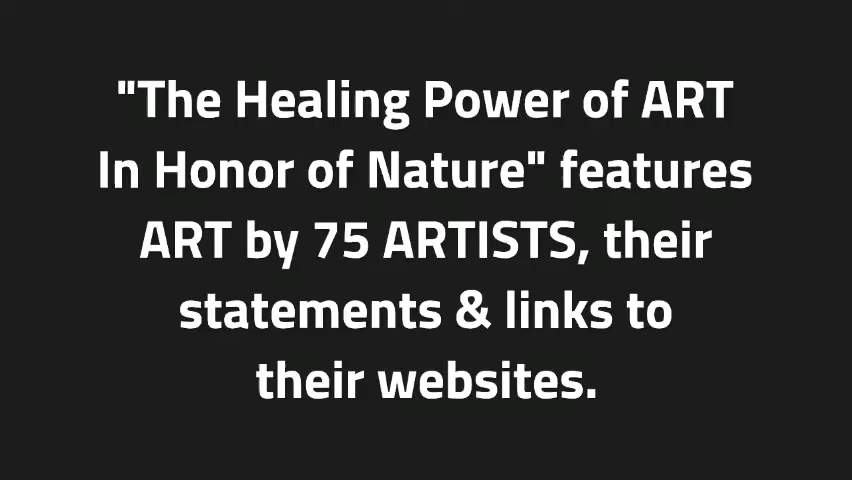 "The Healing Power of ART
In Honor of Nature" features
ART by 75 ARTISTS, their
statements & links to
their websites.